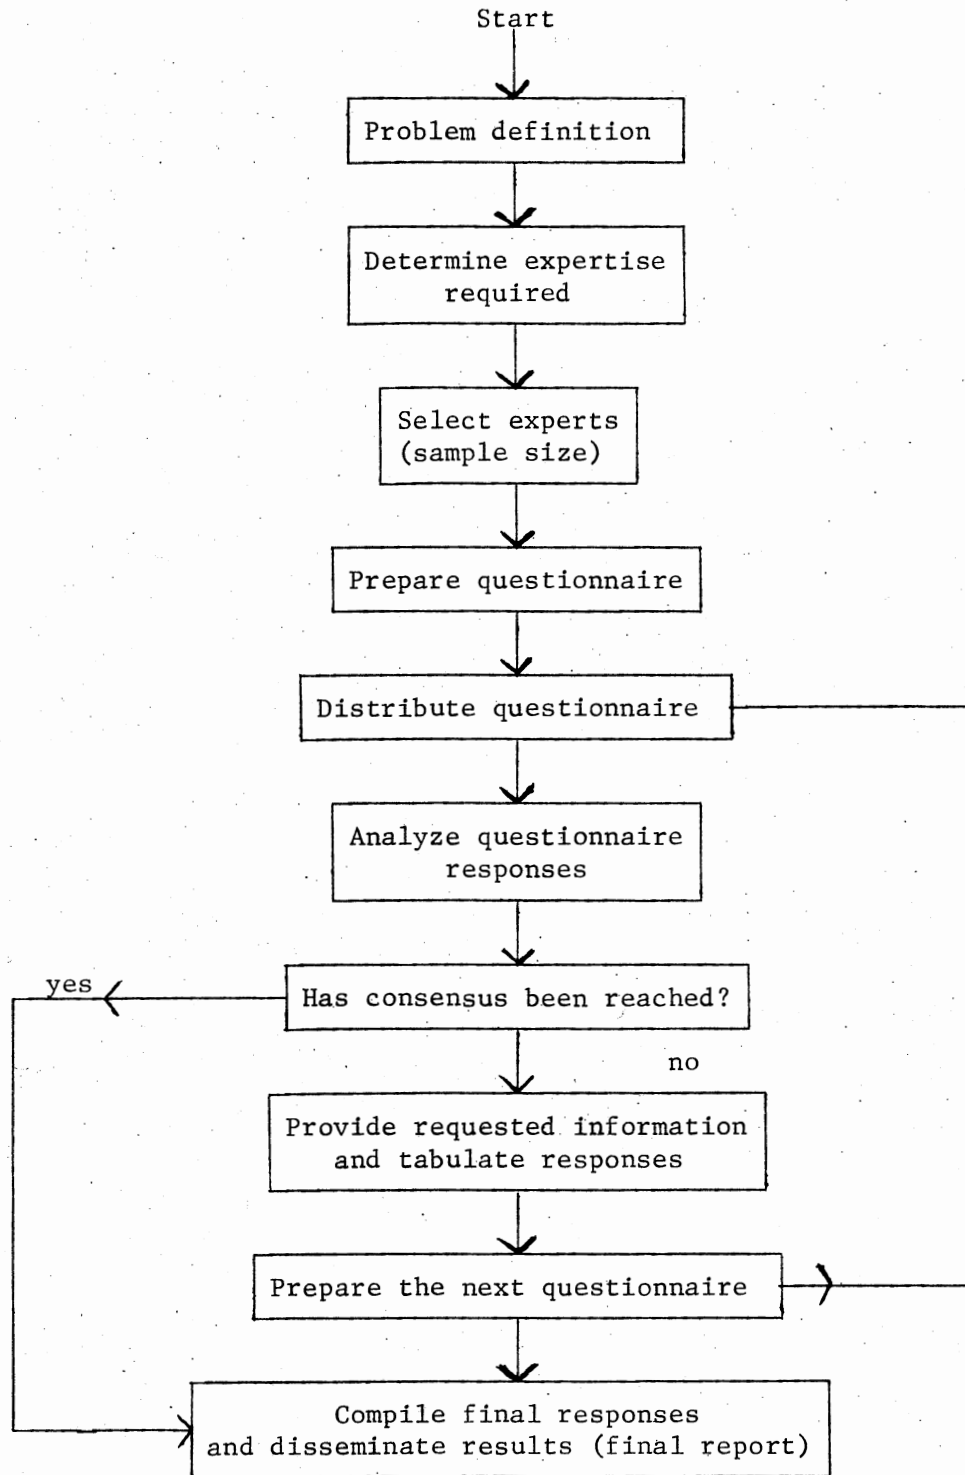 Start
Problem definition
Determine expertise
required
Select experts
(sample size)
Prepare questionnaire
Distribute questionnaire
Analyze questionnaire
responses
yes
Has consensus been reached?
no
Provide requested information
and tabulate responses
Prepare the next questionnaire
Compile final responses
and disseminate results (final report)